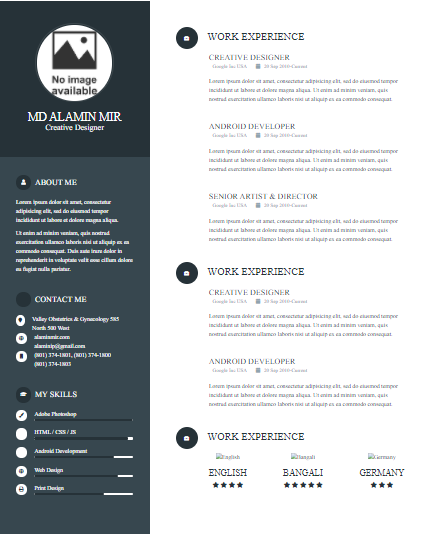 No image
available
MD ALAMIN MIR
Creative Designer
ABOUT ME
Lorem ipsum dolor sit amet, consectetur
adipisicing elit, sed do eiusmod tempor
incididunt ut labore et dolore magna aliqua.
Ut enim ad minim veniam, quis nostrud
exercitation ullamco laboris nisi ut aliquip ex ea
commodo consequat. Duis aute irure dolor in
reprehenderit in voluptate velit esse cillum dolore
eu fugiat nulla pariatur.
CONTACT ME
Valley Obstetrics & Gynecology 585
North 500 West
alaminmir.com
alaminip@gmail.com
(801) 374-1801, (801) 374-1800
(801) 374-1803
MY SKILLS
Adobe Photoshop
HTML / CSS / JS
Android Development
Web Design
Print Design
WORK EXPERIENCE
CREATIVE DESIGNER
Google Inc USA 20 Sep 2010-Current
Lorem ipsum dolor sit amet, consectetur adipisicing elit, sed do eiusmod tempor
incididunt ut labore et dolore magna aliqua. Ut enim ad minim veniam, quis
nostrud exercitation ullamco laboris nisi ut aliquip ex ea commodo consequat.
ANDROID DEVELOPER
Google Inc USA 20 Sep 2010-Current
Lorem ipsum dolor sit amet, consectetur adipisicing elit, sed do eiusmod tempor
incididunt ut labore et dolore magna aliqua. Ut enim ad minim veniam, quis
nostrud exercitation ullamco laboris nisi ut aliquip ex ea commodo consequat.
SENIOR ARTIST & DIRECTOR
Google Inc USA 20 Sep 2010-Current
Lorem ipsum dolor sit amet, consectetur adipisicing elit, sed do eiusmod tempor
incididunt ut labore et dolore magna aliqua. Ut enim ad minim veniam, quis
nostrud exercitation ullamco laboris nisi ut aliquip ex ea commodo consequat.
WORK EXPERIENCE
CREATIVE DESIGNER
Google Inc USA 20 Sep 2010-Current
Lorem ipsum dolor sit amet, consectetur adipisicing elit, sed do eiusmod tempor
incididunt ut labore et dolore magna aliqua. Ut enim ad minim veniam, quis
nostrud exercitation ullamco laboris nisi ut aliquip ex ea commodo consequat.
ANDROID DEVELOPER
Google Inc USA 20 Sep 2010-Current
Lorem ipsum dolor sit amet, consectetur adipisicing elit, sed do eiusmod tempor
incididunt ut labore et dolore magna aliqua. Ut enim ad minim veniam, quis
nostrud exercitation ullamco laboris nisi ut aliquip ex ea commodo consequat.
WORK EXPERIENCE
English Bangali Germany
ENGLISH BANGALI GERMANY